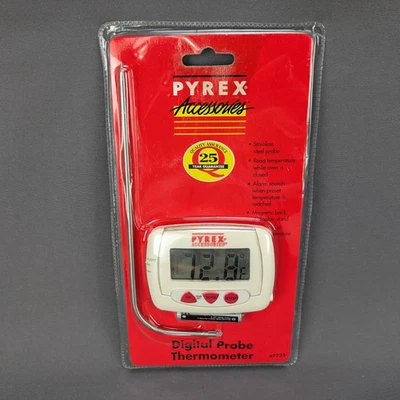 PYREX
Accessories
QUALITY ASSURANCE
25
YEAR GUARANTEE
• Stainless
steel probe
• Read temperature
while oven is
closed
• Alarm sounds
when preset
temperature is
reached
PYREX
ACCESSORIES
72.8°F
Digital Probe
Thermometer